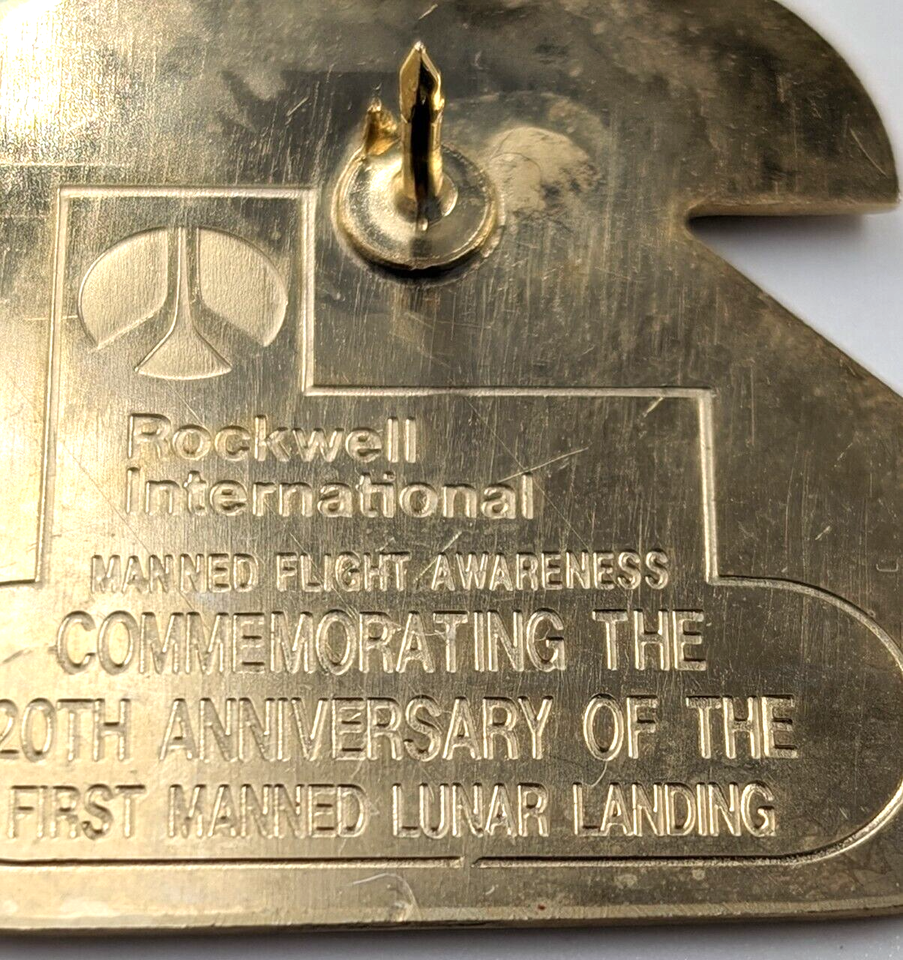 Rockwell
International
MANNED FLIGHT AWARENESS
COMMEMORATING THE
20TH ANNIVERSARY OF THE
FIRST MANNED LUNAR LANDING